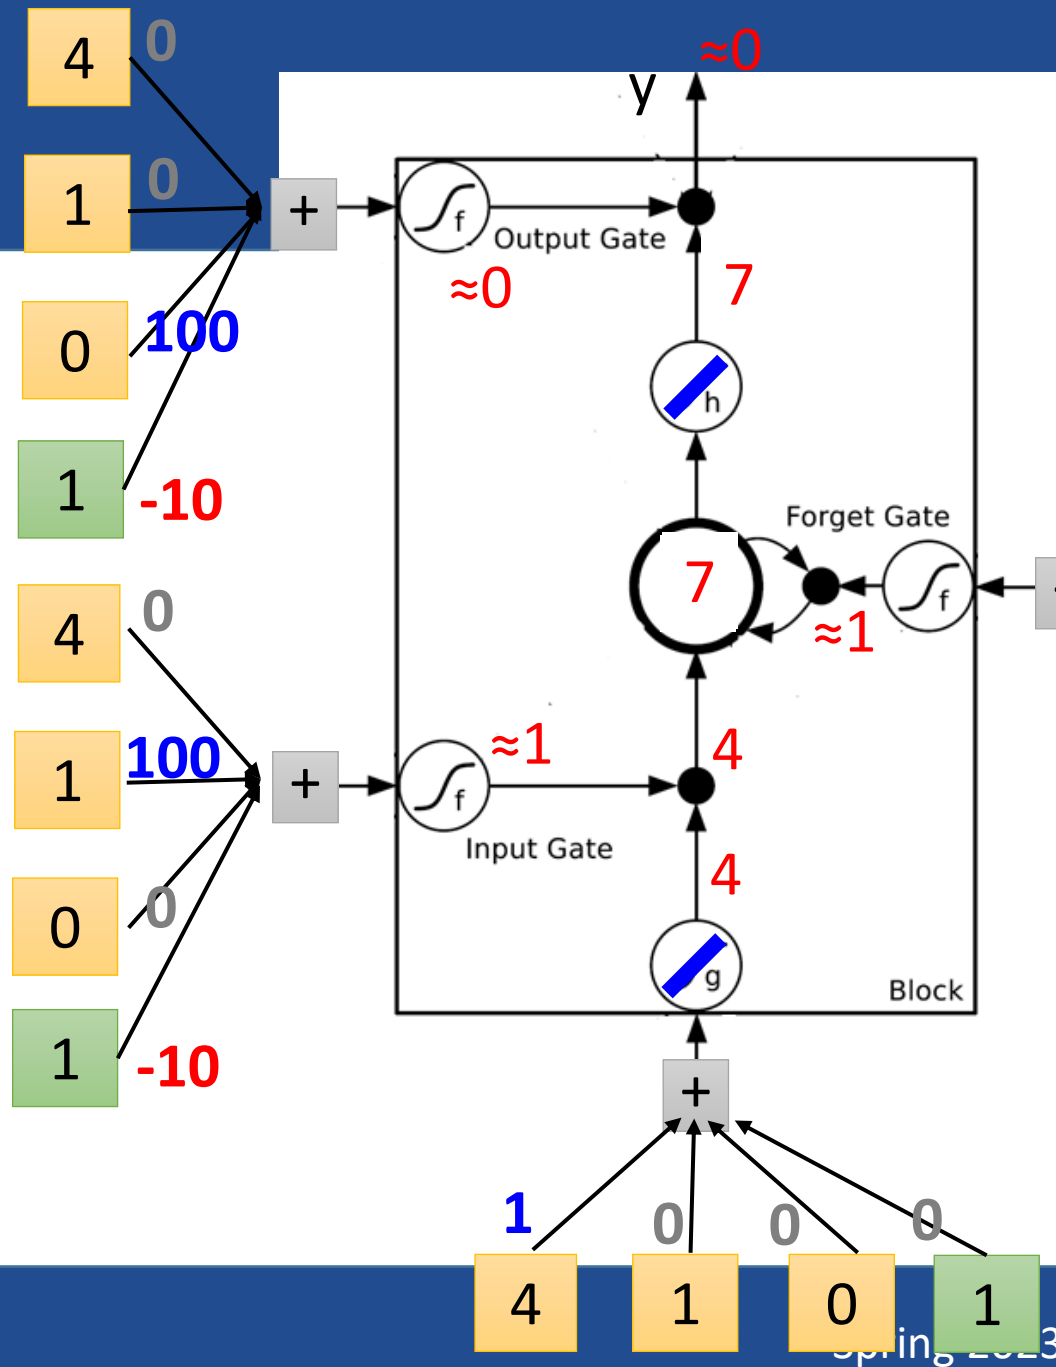 4 0
≈0
y
1 0
+
f
Output Gate
≈0
7
0 100
h
1 -10
Forget Gate
7
f
≈1
4 0
1 100
≈1
4
+
f
Input Gate
4
0 0
g
Block
1 -10
+
1 0 0 0
4 1 0 1